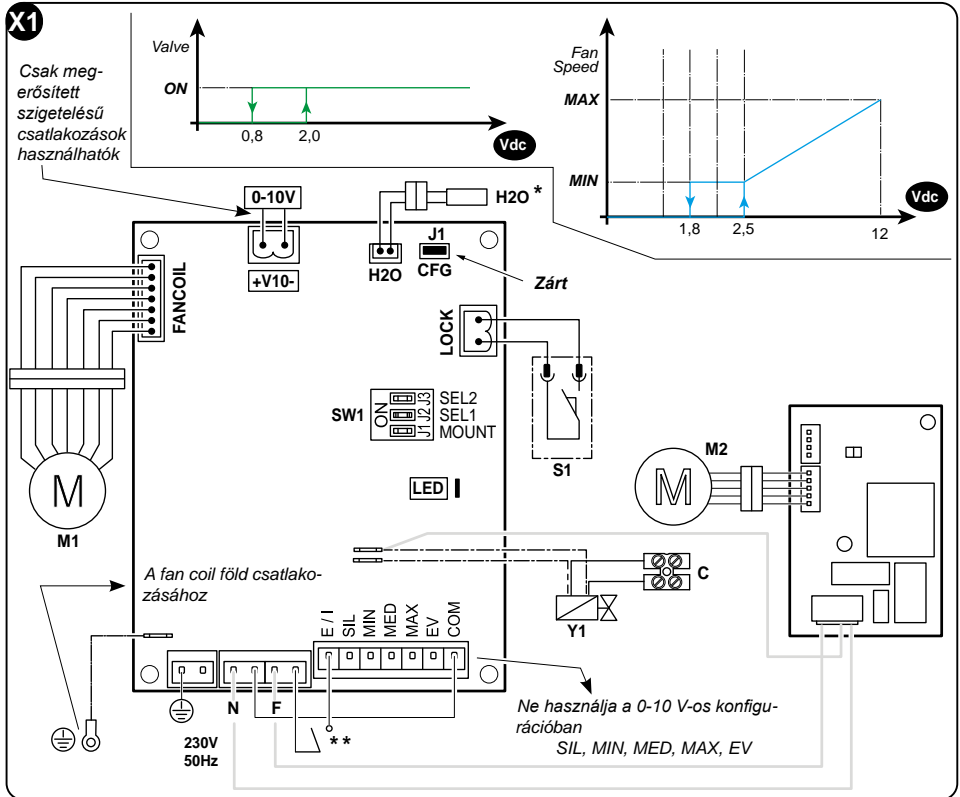 X1
Csak meg-
erősített
szigetelésű
csatlakozások
használhatók
Valve
ON
0,8
2,0
Vdc
Fan
Speed
MAX
MIN
1,8
2,5
12
Vdc
0-10V
+V10-
H2O *
H2O
J1
CFG
Zárt
FANCOIL
LOCK
SW1
ON
J1 J2 J3
SEL2
SEL1
MOUNT
S1
LED
M
M1
M2
M
A fan coil föld csatlako-
zásához
C
Y1
E / I
SIL
MIN
MED
MAX
EV
COM
N
F
230V
50Hz
* *
Ne használja a 0-10 V-os konfigu-
rációban
SIL, MIN, MED, MAX, EV